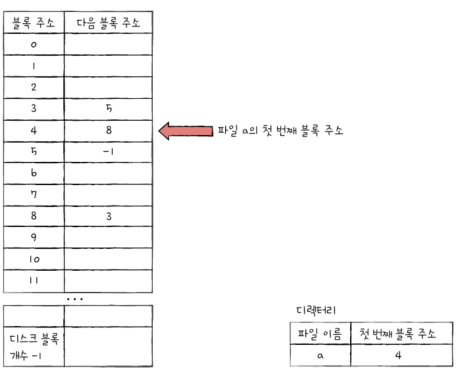 블록 주소 다음 블록 주소
0
1
2
3 5
4 8
파일 a의 첫 번째 블록 주소
5 -1
6
7
8 3
9
10
11
...
디스크 블록
개수 -1
디렉터리
파일 이름 첫 번째 블록 주소
a 4